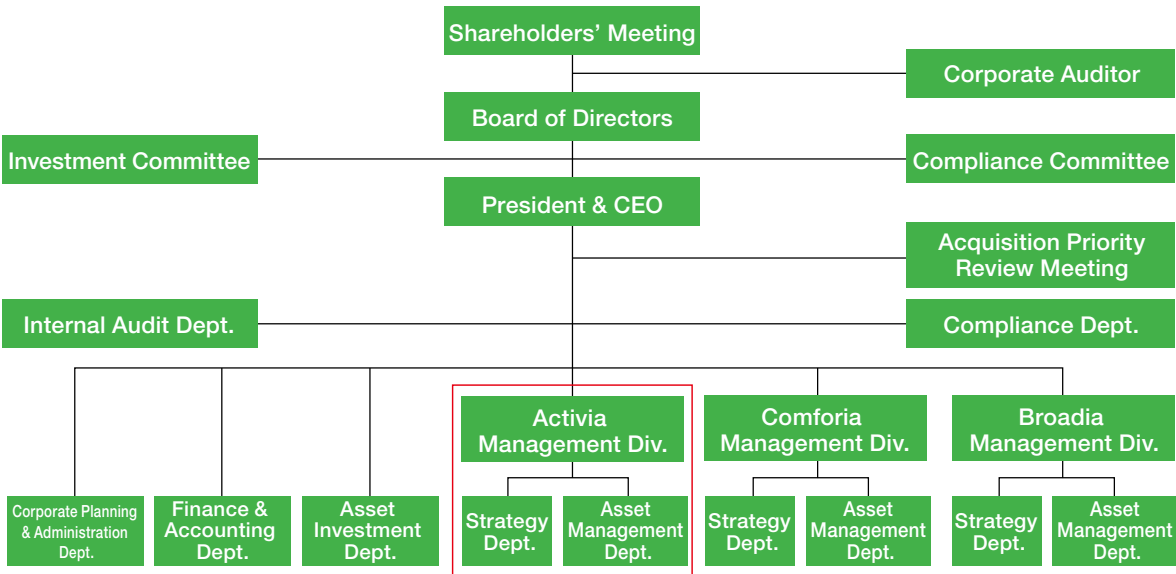 Shareholders' Meeting
Corporate Auditor
Board of Directors
Investment Committee
Compliance Committee
President & CEO
Acquisition Priority
Review Meeting
Internal Audit Dept.
Compliance Dept.
Activia
Management Div.
Comforia
Management Div.
Broadia
Management Div.
Corporate Planning
& Administration
Dept.
Finance &
Accounting
Dept.
Asset
Investment
Dept.
Strategy
Dept.
Asset
Management
Dept.
Strategy
Dept.
Asset
Management
Dept.
Strategy
Dept.
Asset
Management
Dept.